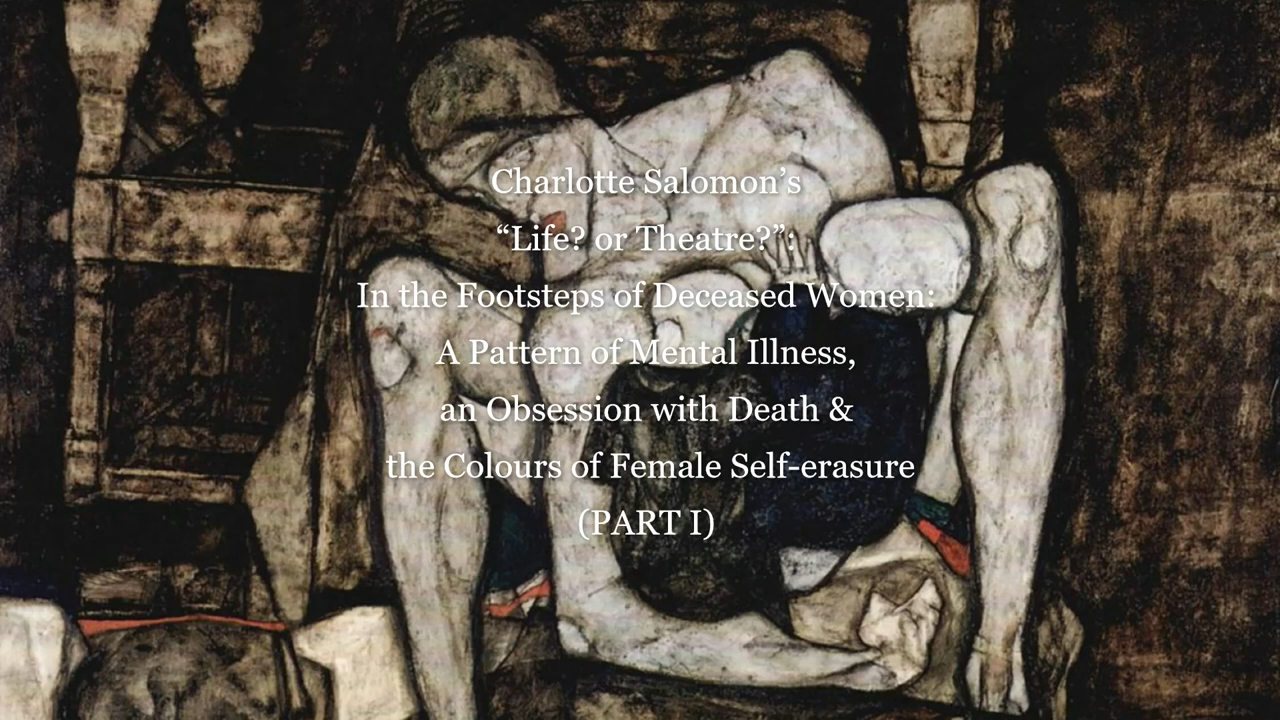 Charlotte Salomon’s
“Life? or Theatre?”:
In the Footsteps of Deceased Women:
A Pattern of Mental Illness,
an Obsession with Death &
the Colours of Female Self-erasure
(PART I)